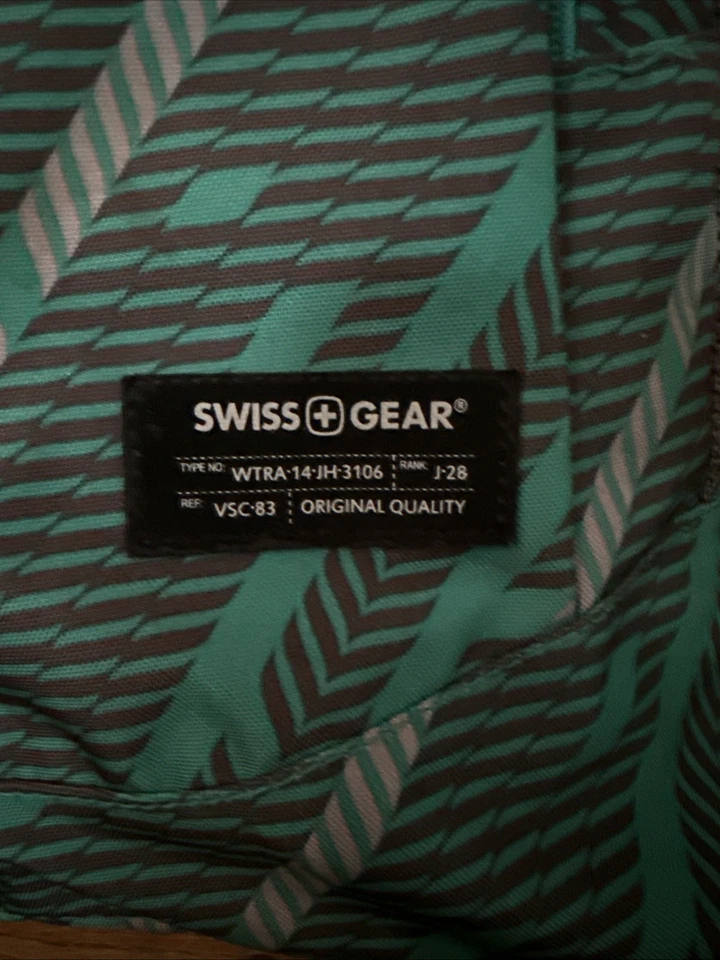 SWISS GEAR®
TYPE NO: WTRA·14·JH·3106 RANK: J·28
REF: VSC·83 ORIGINAL QUALITY